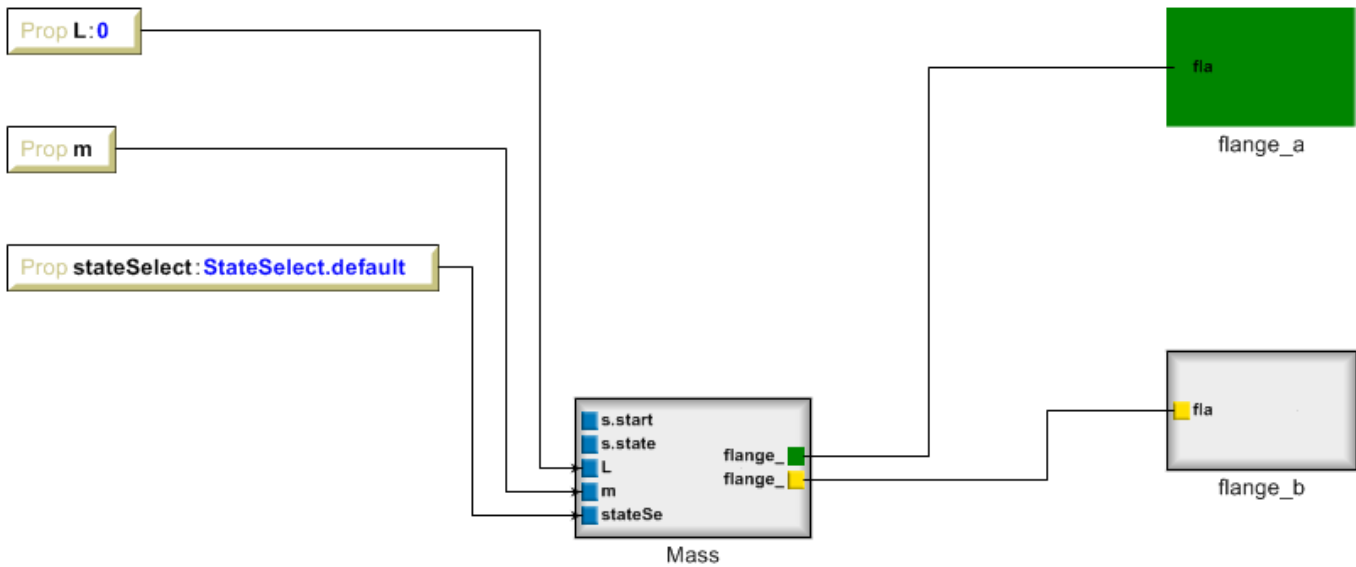 Prop L:0
fla
flange_a
Prop m
Prop stateSelect:StateSelect.default
fla
flange_b
s.start
s.state
L
m
stateSe
flange_
flange_
Mass